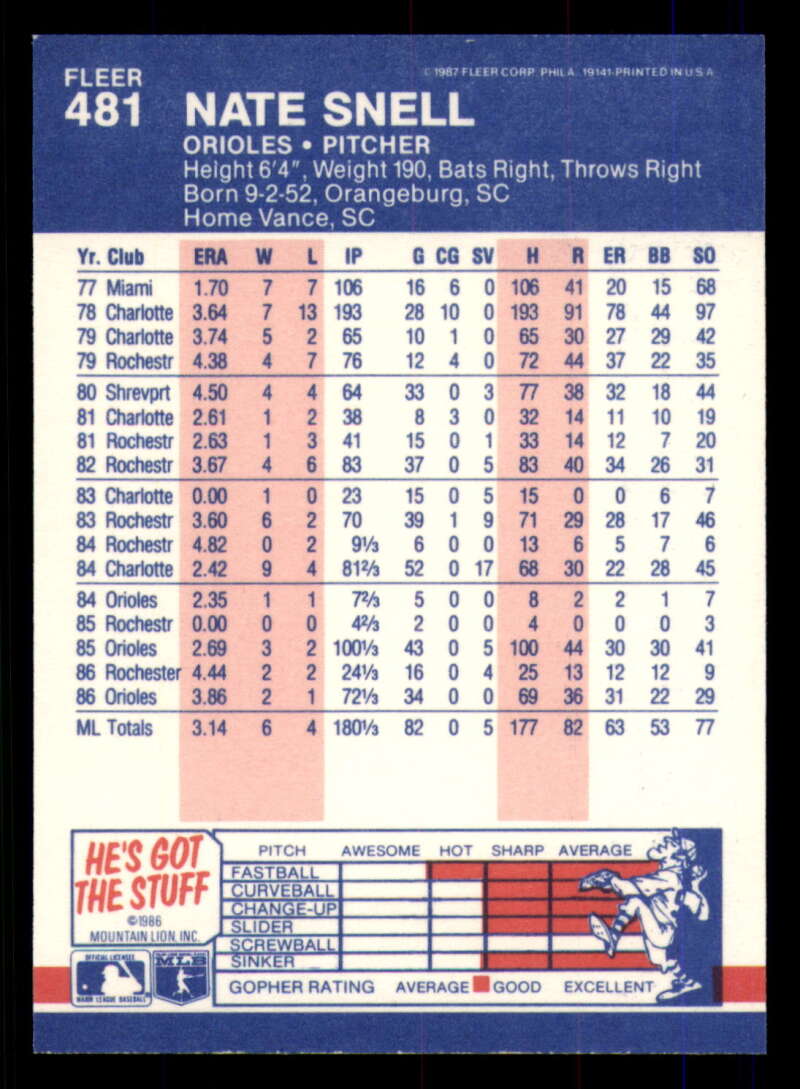 FLEER
© 1987 FLEER CORP. PHILA. 19141-PRINTED IN U.S.A.
481 NATE SNELL
ORIOLES • PITCHER
Height 6'4", Weight 190, Bats Right, Throws Right
Born 9-2-52, Orangeburg, SC
Home Vance, SC
Yr. Club ERA W L IP G CG SV H R ER BB SO
77 Miami 1.70 7 7 106 16 6 0 106 41 20 15 68
78 Charlotte 3.64 7 13 193 28 10 0 193 91 78 44 97
79 Charlotte 3.74 5 2 65 10 1 0 65 30 27 29 42
79 Rochestr 4.38 4 7 76 12 4 0 72 44 37 22 35
80 Shrevprt 4.50 4 4 64 33 0 3 77 38 32 18 44
81 Charlotte 2.61 1 2 38 8 3 0 32 14 11 10 19
81 Rochestr 2.63 1 3 41 15 0 1 33 14 12 7 20
82 Rochestr 3.67 4 6 83 37 0 5 83 40 34 26 31
83 Charlotte 0.00 1 0 23 15 0 5 15 0 0 6 7
83 Rochestr 3.60 6 2 70 39 1 9 71 29 28 17 46
84 Rochestr 4.82 0 2 9⅓ 6 0 0 13 6 5 7 6
84 Charlotte 2.42 9 4 81⅔ 52 0 17 68 30 22 28 45
84 Orioles 2.35 1 1 7⅔ 5 0 0 8 2 2 1 7
85 Rochestr 0.00 0 0 4⅔ 2 0 0 4 0 0 0 3
85 Orioles 2.69 3 2 100⅓ 43 0 5 100 44 30 30 41
86 Rochester 4.44 2 2 24⅓ 16 0 4 25 13 12 12 9
86 Orioles 3.86 2 1 72⅓ 34 0 0 69 36 31 22 29
ML Totals 3.14 6 4 180⅓ 82 0 5 177 82 63 53 77
HE'S GOT
THE STUFF
©1986
MOUNTAIN LION, INC.
PITCH AWESOME HOT SHARP AVERAGE
FASTBALL
CURVEBALL
CHANGE-UP
SLIDER
SCREWBALL
SINKER
GOPHER RATING AVERAGE GOOD EXCELLENT
OFFICIAL LICENSEE
MAJOR LEAGUE BASEBALL
MLB